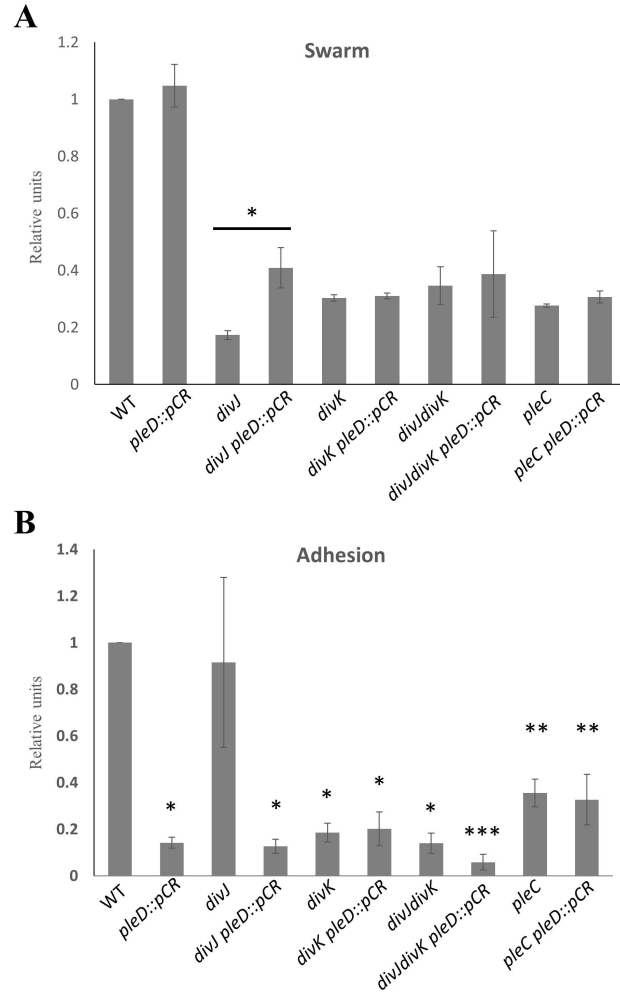 A
Swarm
Relative units
1.2
1
0.8
0.6
0.4
0.2
0
*
WT
pleD::pCR
divJ
divJ pleD::pCR
divK
divK pleD::pCR
divJdivK
divJdivK pleD::pCR
pleC
pleC pleD::pCR
B
Adhesion
Relative units
1.4
1.2
1
0.8
0.6
0.4
0.2
0
*
*
*
*
*
***
**
**
WT
pleD::pCR
divJ
divJ pleD::pCR
divK
divK pleD::pCR
divJdivK
divJdivK pleD::pCR
pleC
pleC pleD::pCR